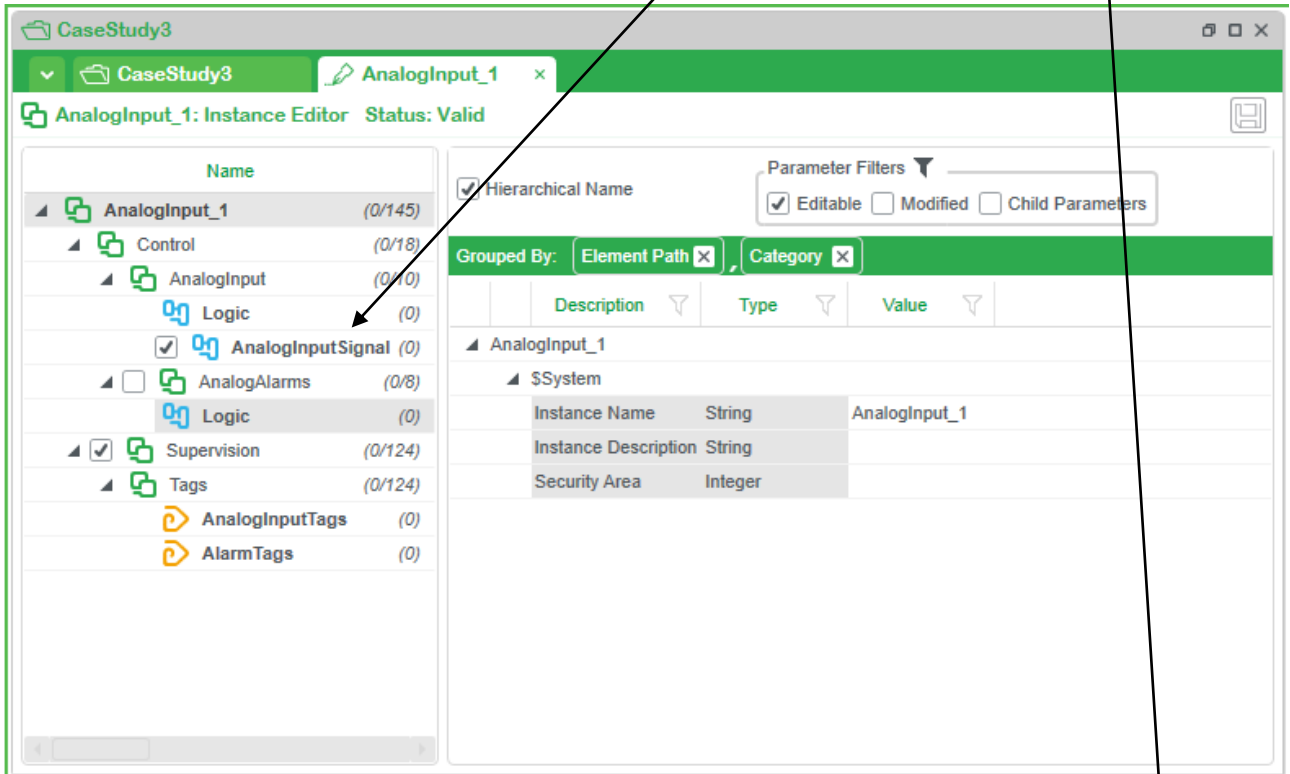 CaseStudy3
CaseStudy3
AnalogInput_1 ×
AnalogInput_1: Instance Editor Status: Valid
Name
AnalogInput_1 (0/145)
Control (0/18)
AnalogInput (0/10)
Logic (0)
AnalogInputSignal (0)
AnalogAlarms (0/8)
Logic (0)
Supervision (0/124)
Tags (0/124)
AnalogInputTags (0)
AlarmTags (0)
Hierarchical Name
Parameter Filters
Editable Modified Child Parameters
Grouped By: Element Path , Category
Description Type Value
AnalogInput_1
$System
Instance Name String AnalogInput_1
Instance Description String
Security Area Integer